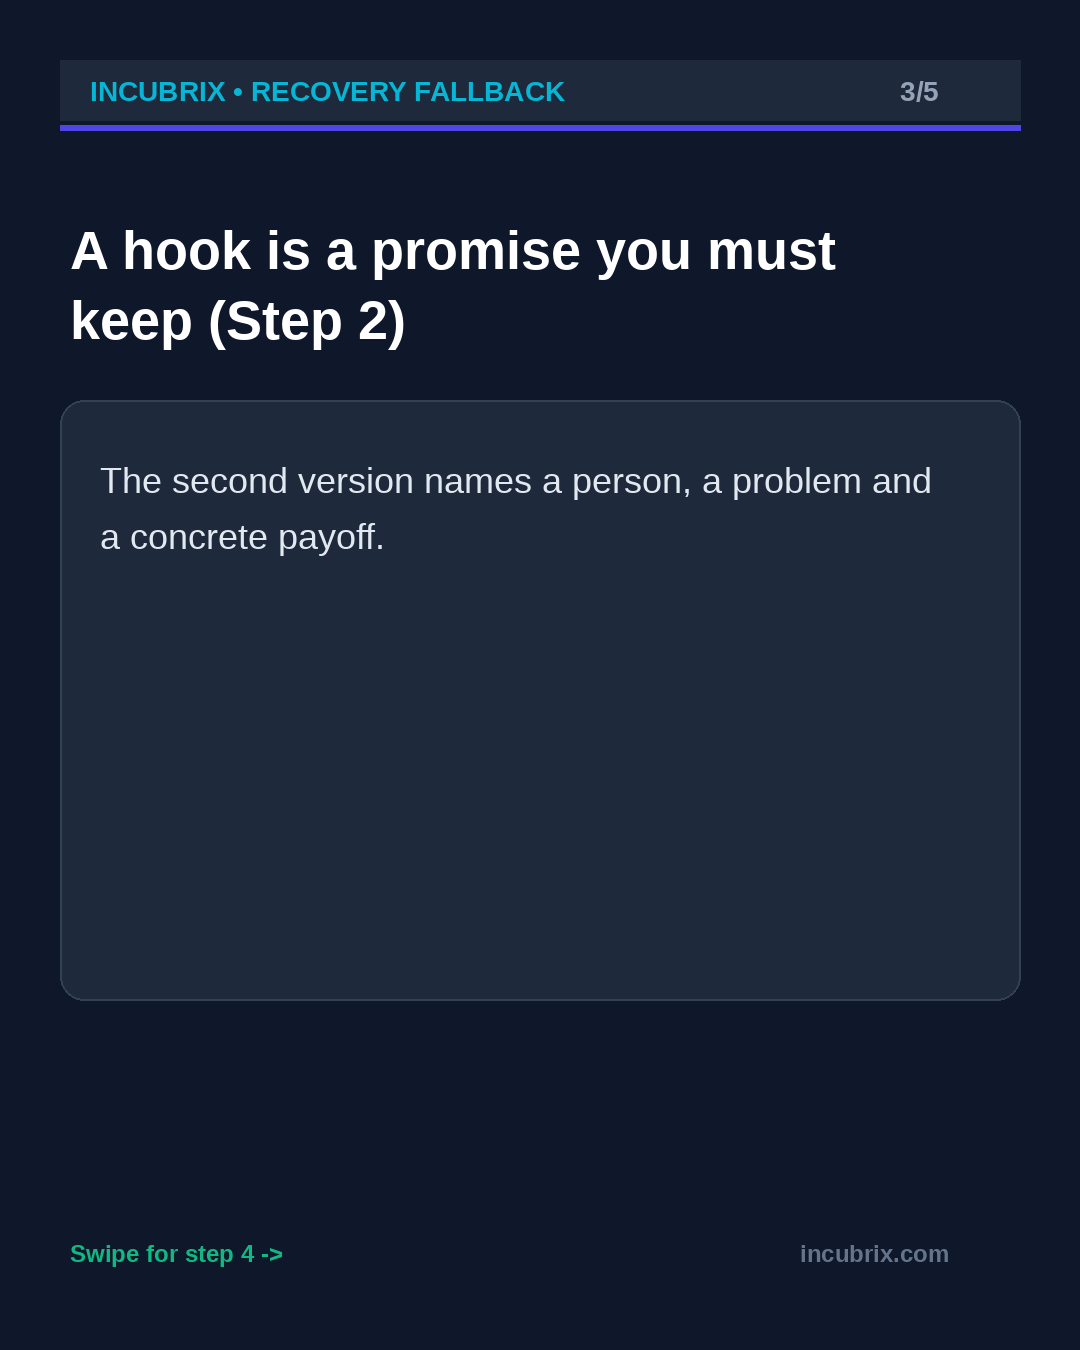 INCUBRIX • RECOVERY FALLBACK
3/5
A hook is a promise you must
keep (Step 2)
The second version names a person, a problem and
a concrete payoff.
Swipe for step 4 ->
incubrix.com